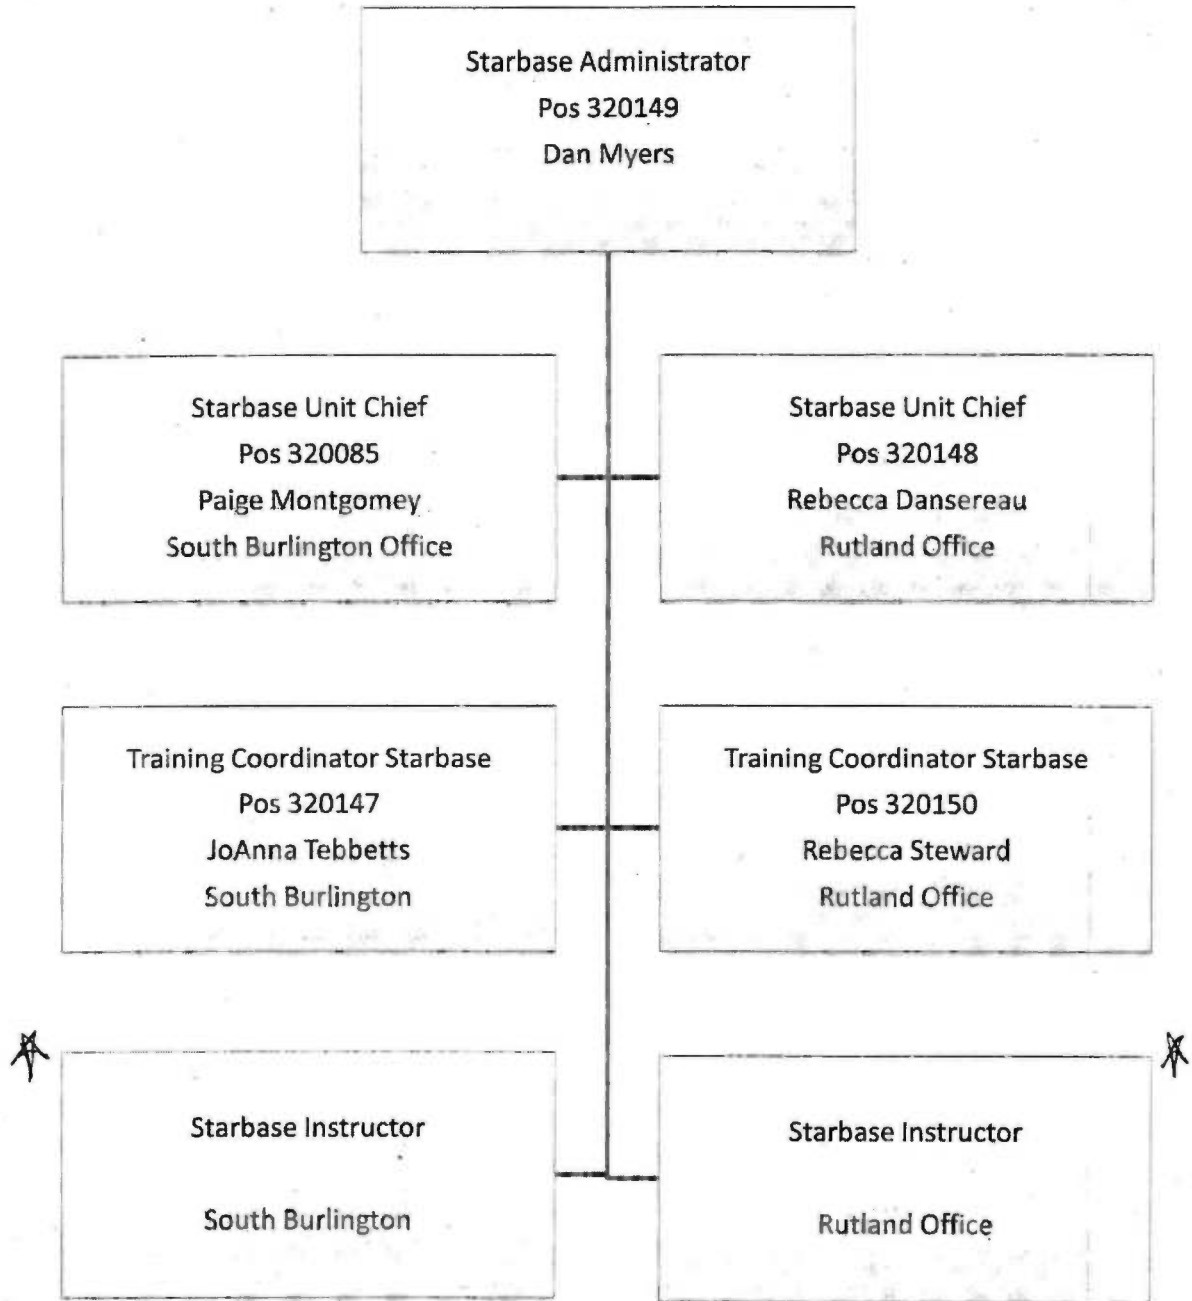 Starbase Administrator
Pos 320149
Dan Myers
Starbase Unit Chief
Pos 320085
Paige Montgomey
South Burlington Office
Starbase Unit Chief
Pos 320148
Rebecca Dansereau
Rutland Office
Training Coordinator Starbase
Pos 320147
JoAnna Tebbetts
South Burlington
Training Coordinator Starbase
Pos 320150
Rebecca Steward
Rutland Office
Starbase Instructor
South Burlington
Starbase Instructor
Rutland Office